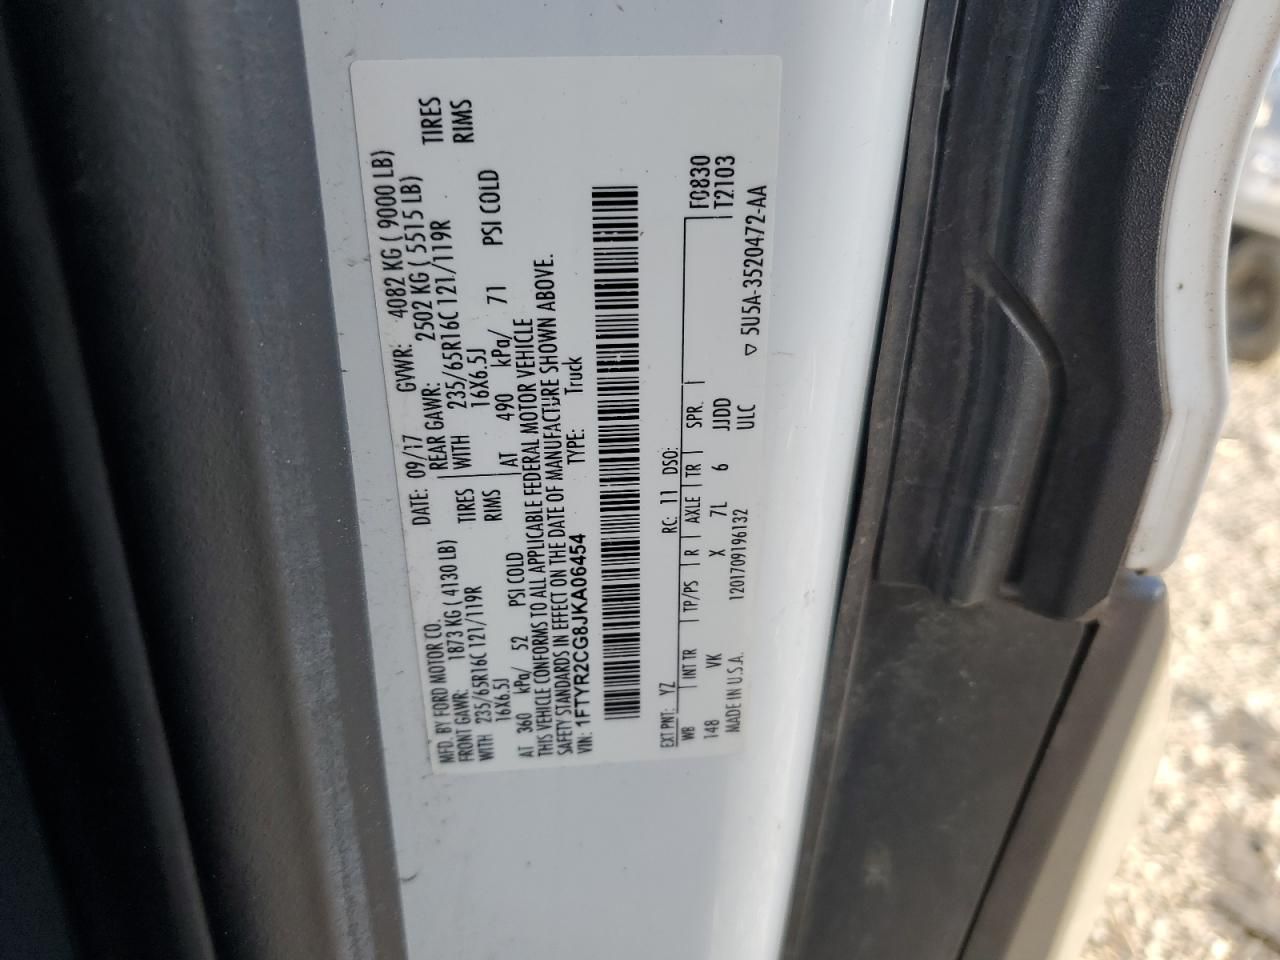 MFD. BY FORD MOTOR CO. DATE: 09/17 GVWR: 4082 KG ( 9000 LB)
FRONT GAWR: 1873 KG ( 4130 LB) REAR GAWR: 2502 KG ( 5515 LB)
WITH 235/65R16C 121/119R TIRES WITH 235/65R16C 121/119R TIRES
16X6.5J RIMS 16X6.5J RIMS
AT 360 kPa/ 52 PSI COLD AT 490 kPa/ 71 PSI COLD
THIS VEHICLE CONFORMS TO ALL APPLICABLE FEDERAL MOTOR VEHICLE
SAFETY STANDARDS IN EFFECT ON THE DATE OF MANUFACTURE SHOWN ABOVE.
VIN: 1FTYR2CG8JKA06454 TYPE: Truck
EXT PNT: YZ RC: 11 DSO:
WB INT TR TP/PS R AXLE TR SPR F0830
148 VK X 7L 6 JJDD T2103
MADE IN U.S.A. 1201709196132 ULC
▽ 5U5A-3520472-AA